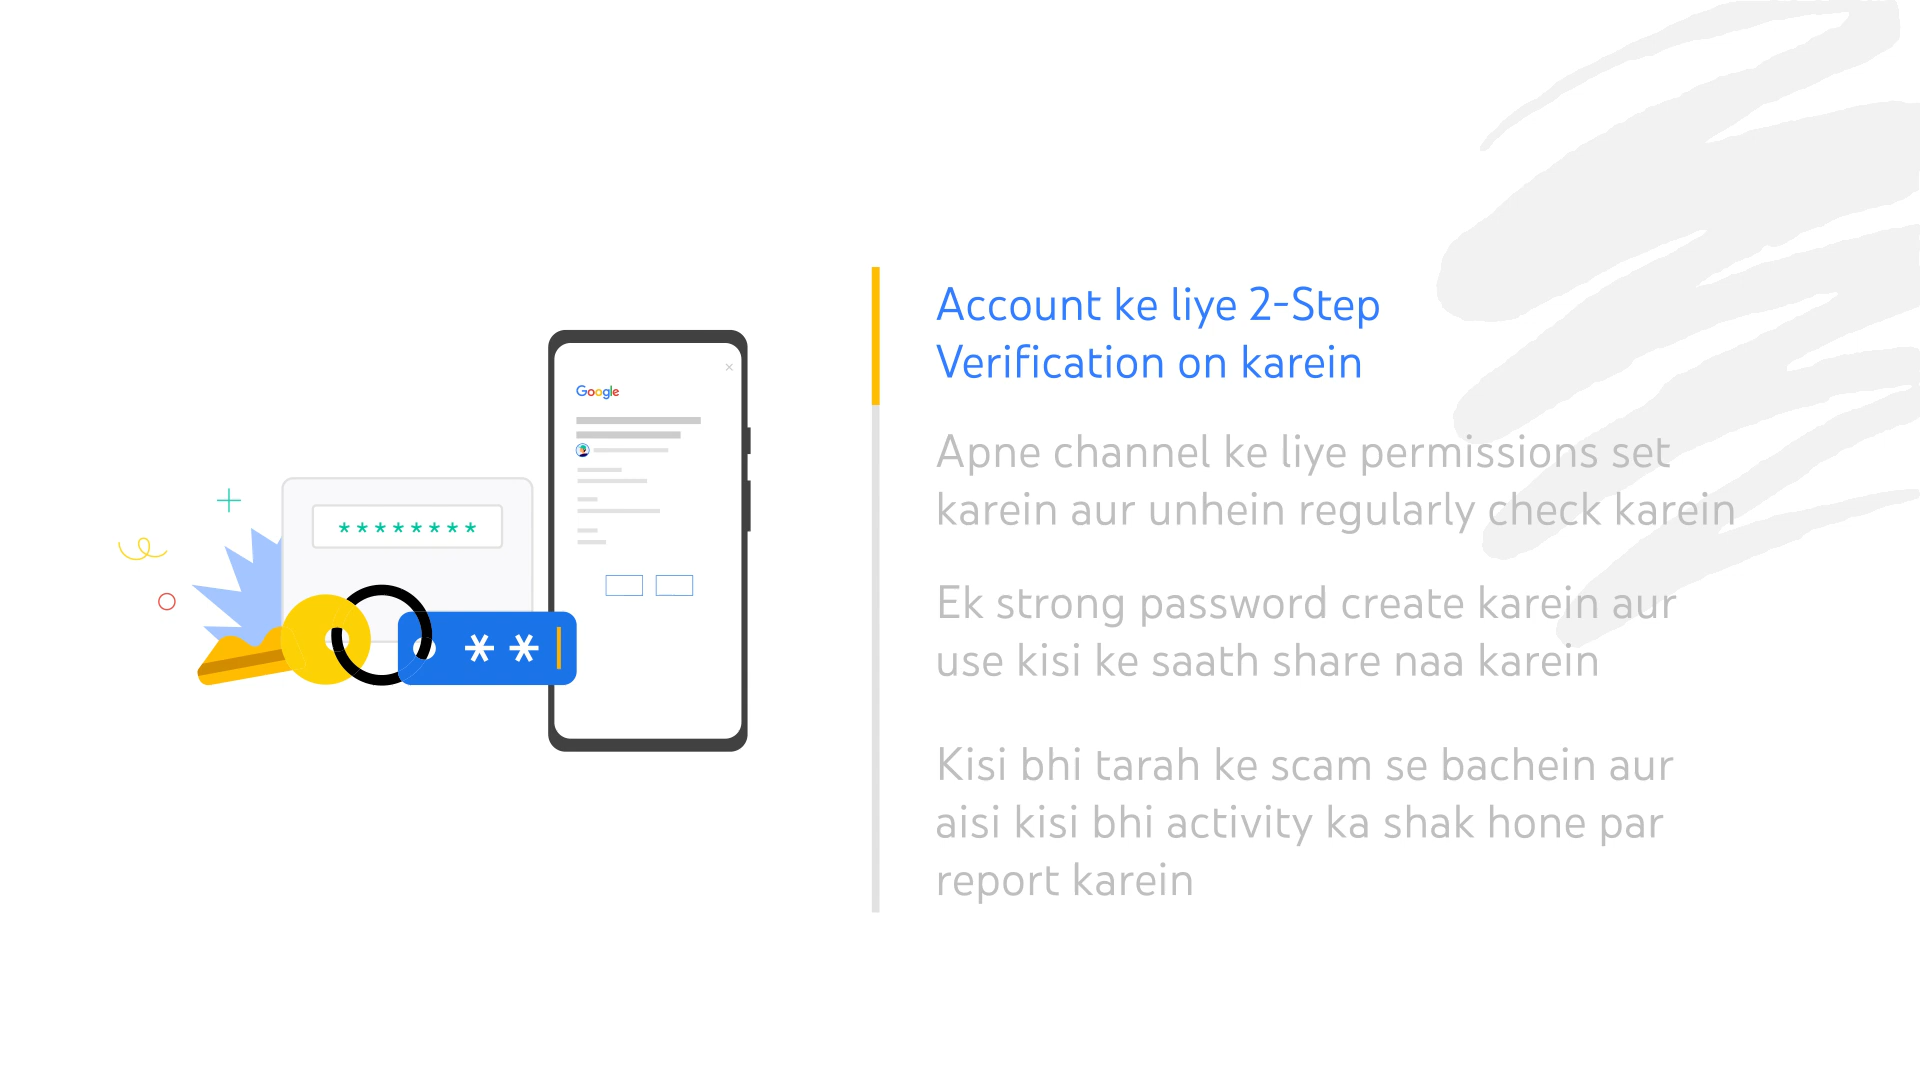 Google
********
* *
Account ke liye 2-Step
Verification on karein
Apne channel ke liye permissions set
karein aur unhein regularly check karein
Ek strong password create karein aur
use kisi ke saath share naa karein
Kisi bhi tarah ke scam se bachein aur
aisi kisi bhi activity ka shak hone par
report karein